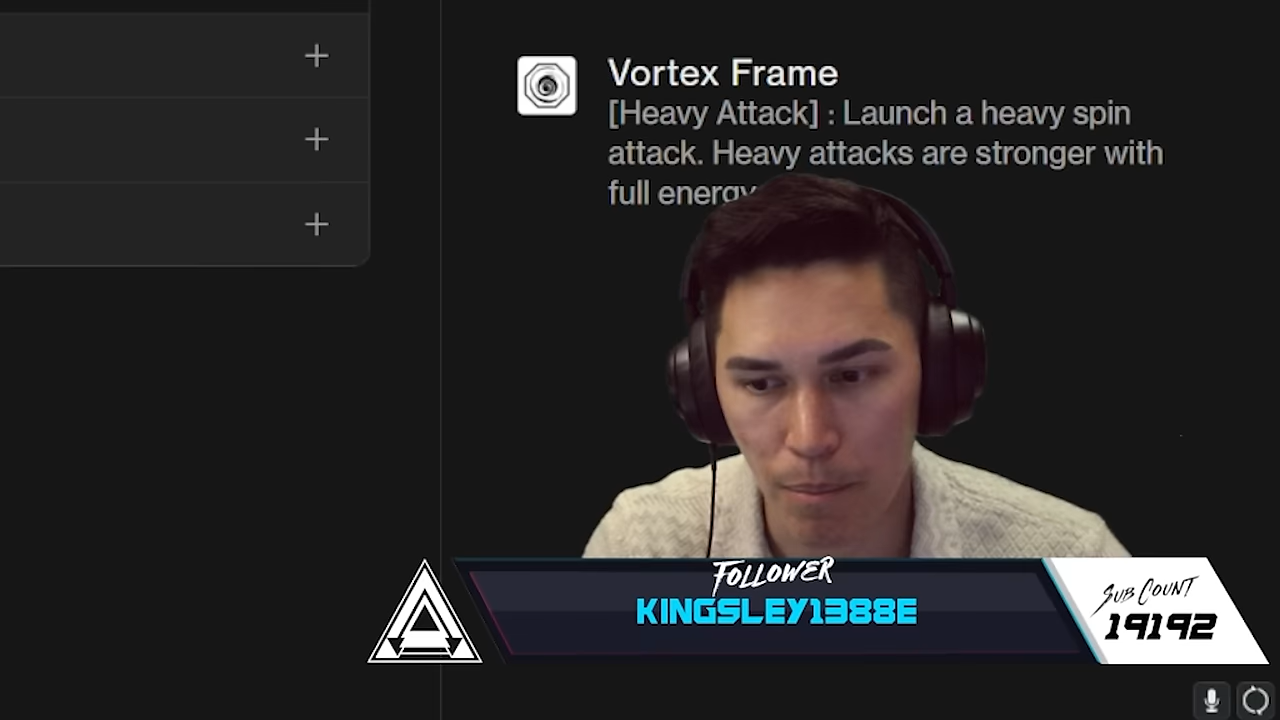 Vortex Frame
[Heavy Attack] : Launch a heavy spin
attack. Heavy attacks are stronger with
full energy
FOLLOWER
KINGSLEY1388E
SUB COUNT
19192